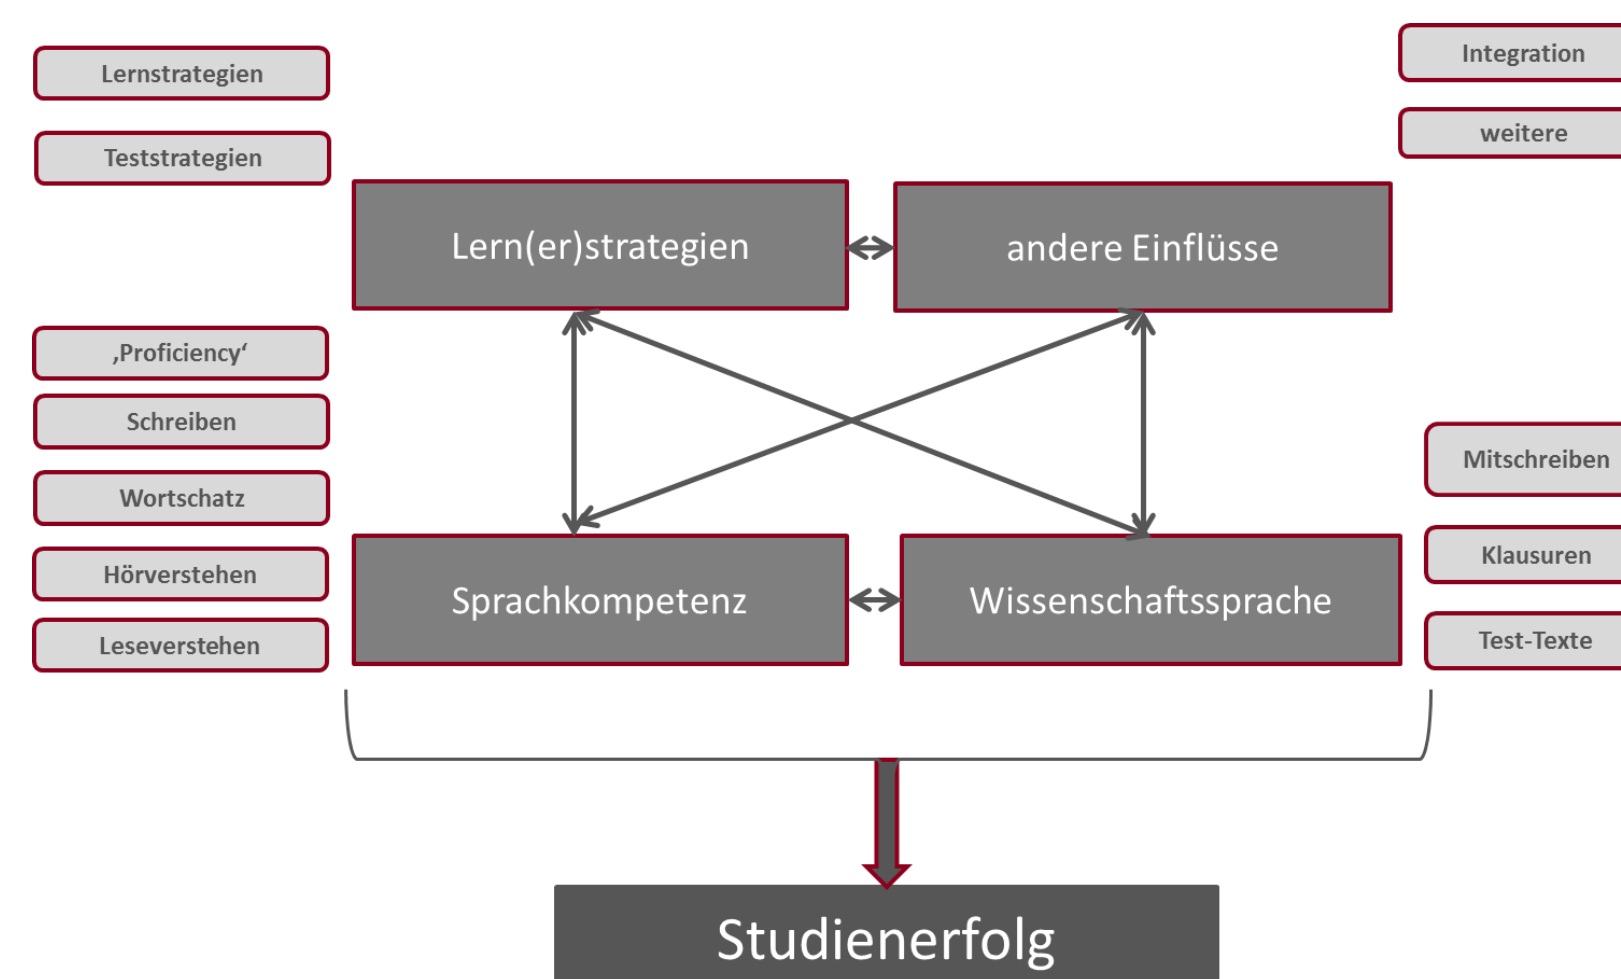 Lernstrategien
Integration
Teststrategien
weitere
Lern(er)strategien
andere Einflüsse
‚Proficiency‘
Schreiben
Wortschatz
Hörverstehen
Leseverstehen
Mitschreiben
Klausuren
Test-Texte
Sprachkompetenz
Wissenschaftssprache
Studienerfolg